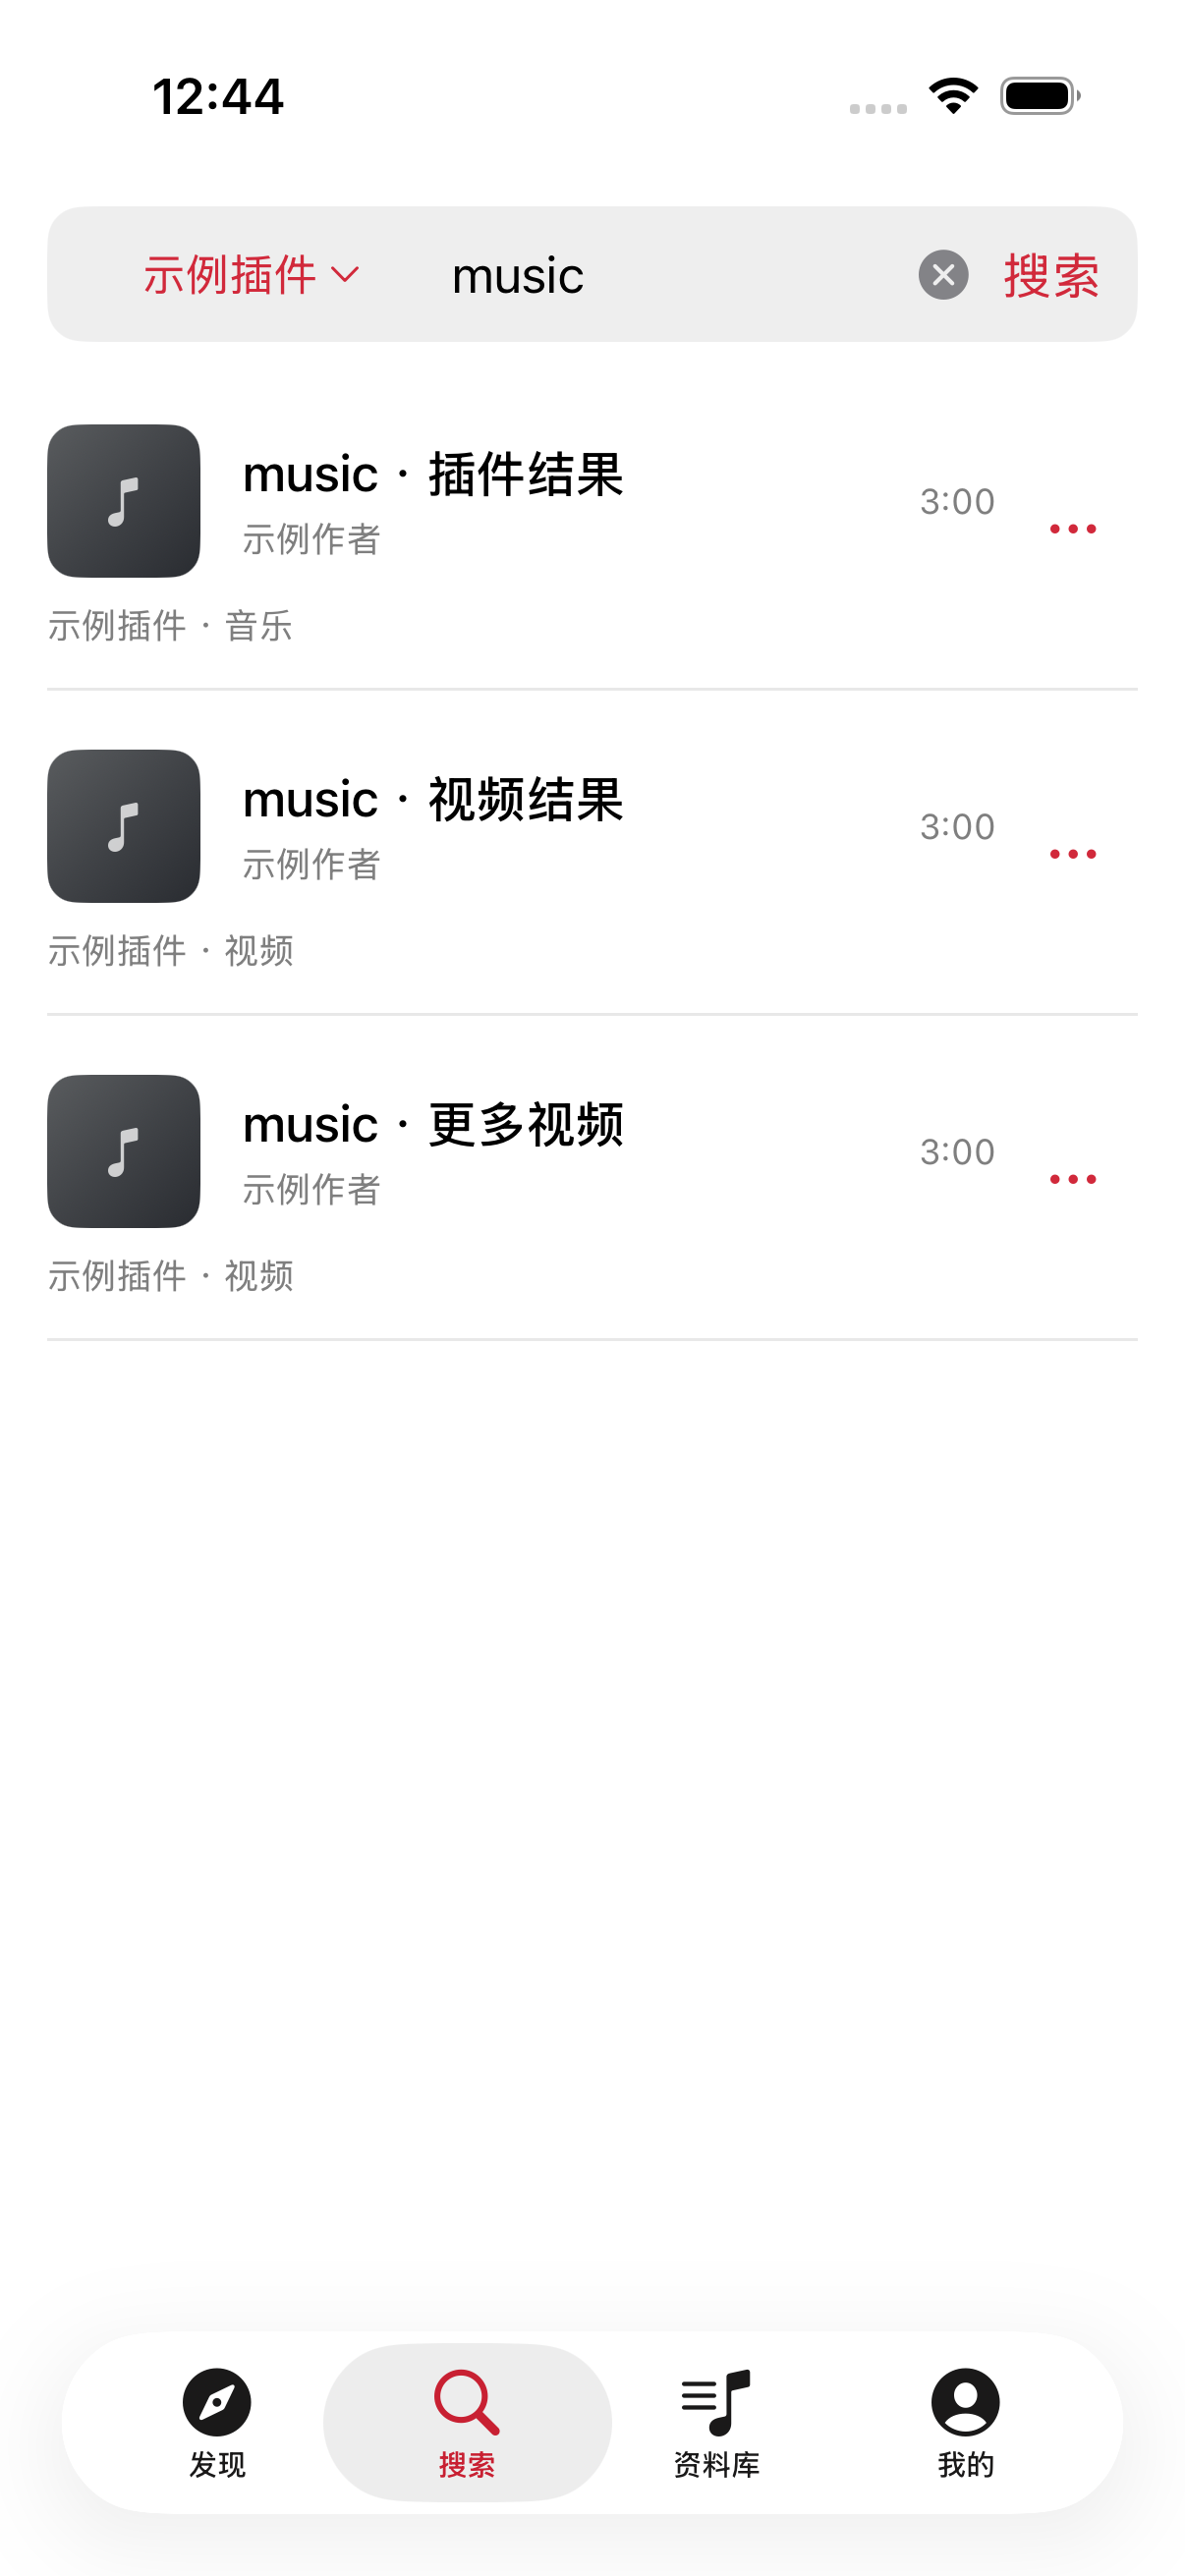 12:44
示例插件 music 搜索
music · 插件结果
示例作者
3:00
示例插件 · 音乐
music · 视频结果
示例作者
3:00
示例插件 · 视频
music · 更多视频
示例作者
3:00
示例插件 · 视频
发现 搜索 资料库 我的